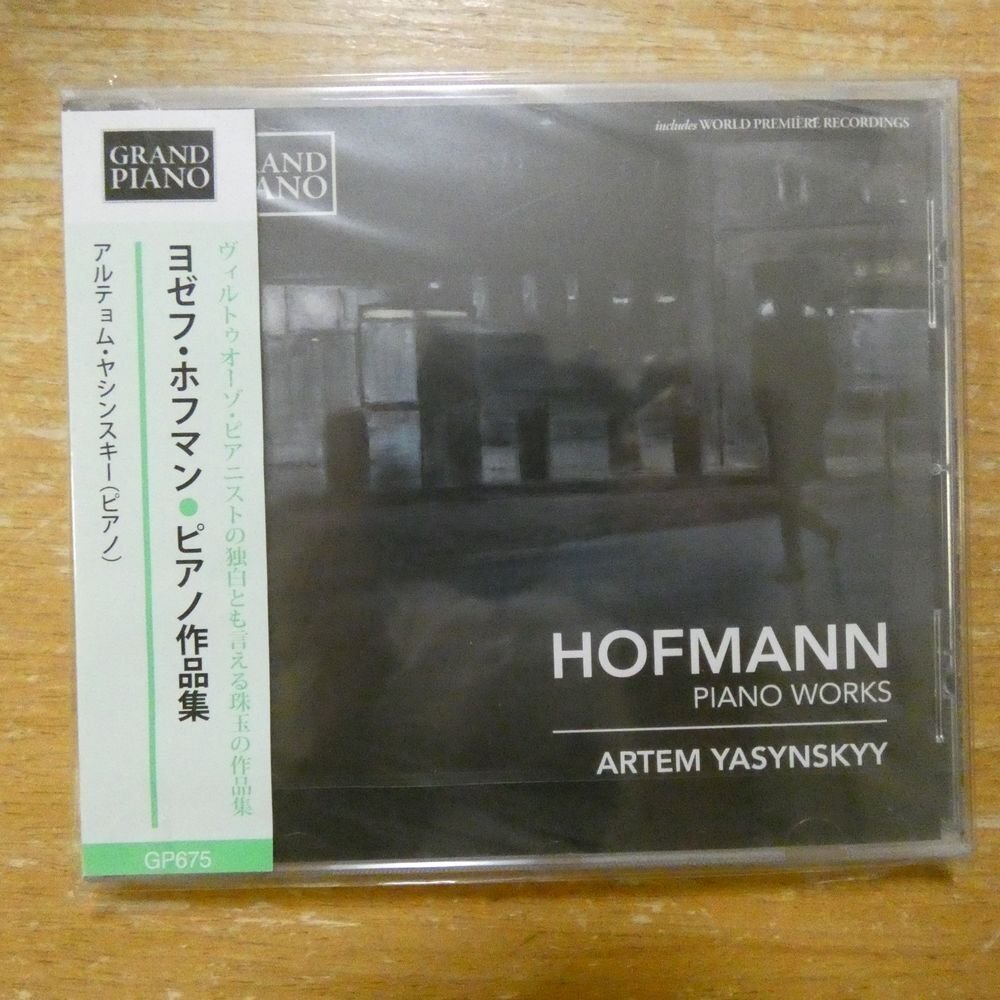 GRAND
PIANO
ヴィルトゥオーゾ・ピアニストの独白とも言える珠玉の作品集
ヨゼフ・ホフマン●ピアノ作品集
アルテョム・ヤシンスキー(ピアノ)
GP675
RAND
IANO
includes WORLD PREMIÈRE RECORDINGS
HOFMANN
PIANO WORKS
ARTEM YASYNSKYY